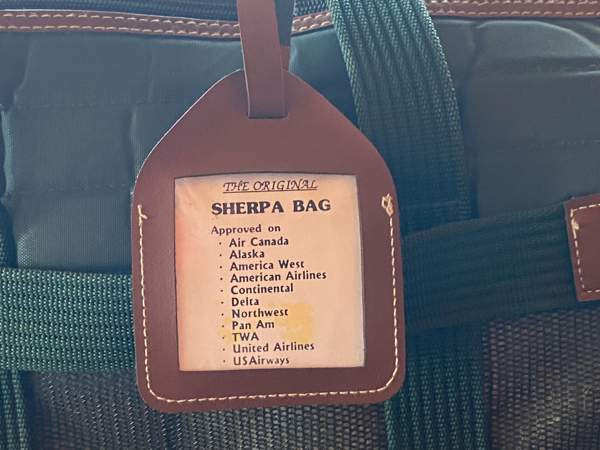 THE ORIGINAL
SHERPA BAG
Approved on
· Air Canada
· Alaska
· America West
· American Airlines
· Continental
· Delta
· Northwest
· Pan Am
· TWA
· United Airlines
· USAirways